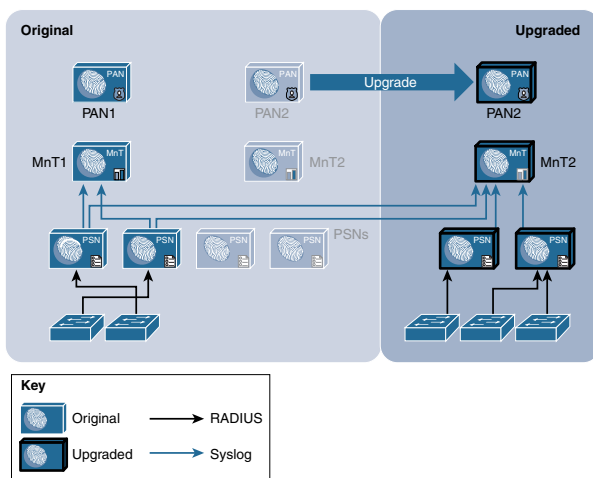 Original
Upgraded
PAN
PAN
PAN
Upgrade
PAN1
PAN2
PAN2
MnT1
MnT
MnT
MnT2
MnT
MnT2
PSNs
PSN
PSN
PSN
PSN
PSN
PSN
Key
Original
RADIUS
Upgraded
Syslog